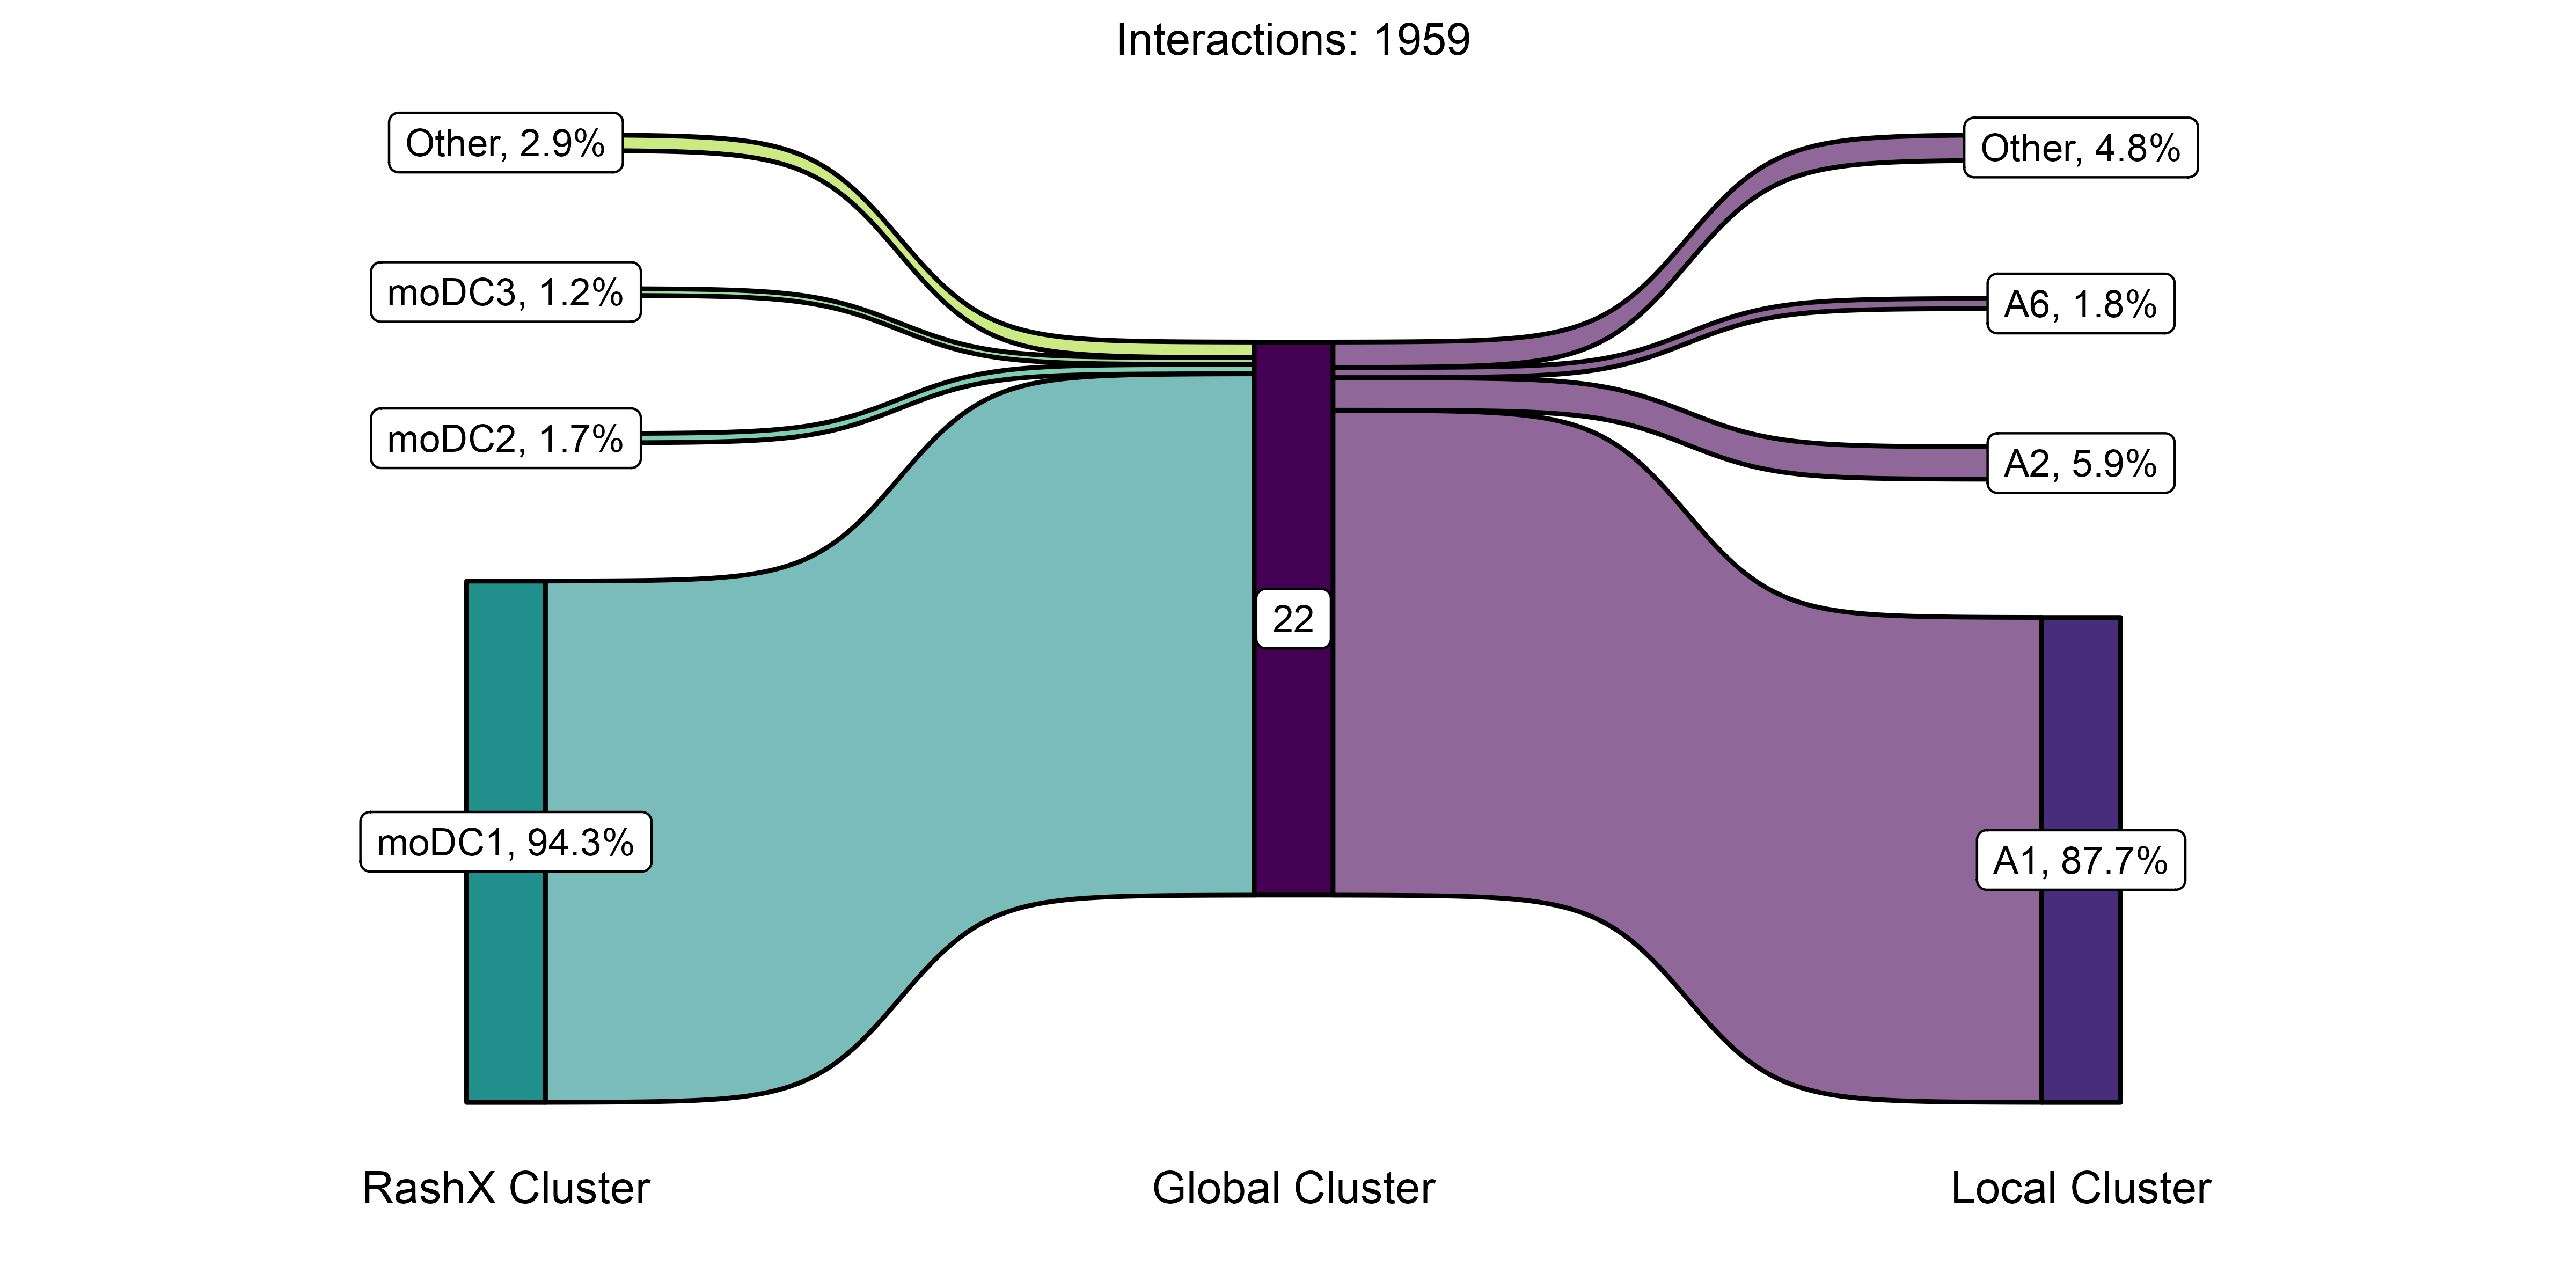 Interactions: 1959
Other, 2.9%
Other, 4.8%
moDC3, 1.2%
A6, 1.8%
moDC2, 1.7%
A2, 5.9%
22
moDC1, 94.3%
A1, 87.7%
RashX Cluster
Global Cluster
Local Cluster